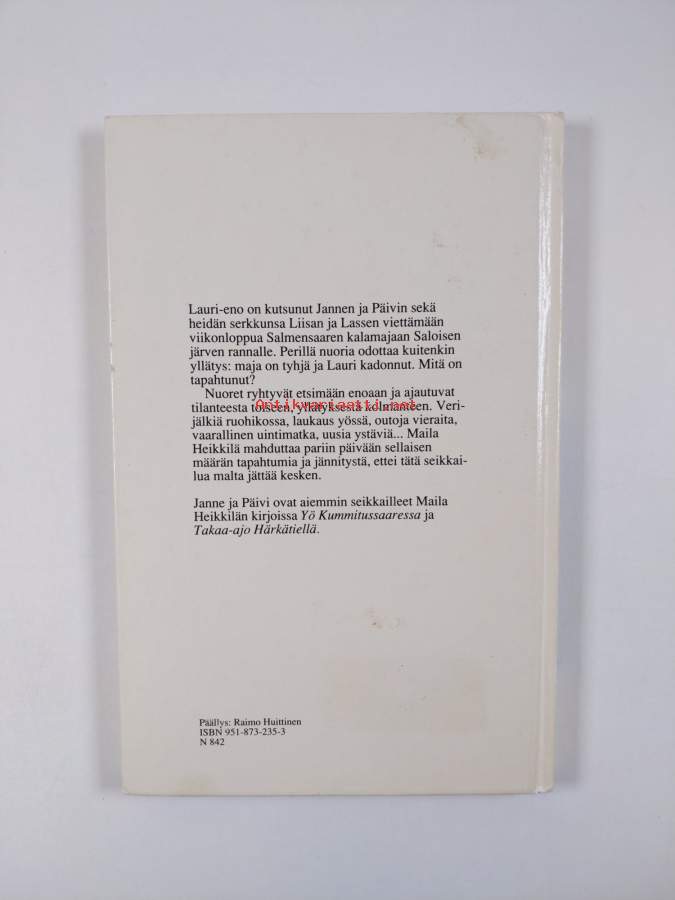 Lauri-eno on kutsunut Jannen ja Päivin sekä
heidän serkkunsa Liisan ja Lassen viettämään
viikonloppua Salmensaaren kalamajaan Saloisen
järven rannalle. Perillä nuoria odottaa kuitenkin
yllätys: maja on tyhjä ja Lauri kadonnut. Mitä on
tapahtunut?
Nuoret ryhtyvät etsimään enoaan ja ajautuvat
tilanteesta toiseen, yllätyksestä kolmanteen. Veri-
Antikvariaatti.net
jälkiä ruohikossa, laukaus yössä, outoja vieraita,
vaarallinen uintimatka, uusia ystäviä... Maila
Heikkilä mahduttaa pariin päivään sellaisen
määrän tapahtumia ja jännitystä, ettei tätä seikkai-
lua malta jättää kesken.
Janne ja Päivi ovat aiemmin seikkailleet Maila
Heikkilän kirjoissa Yö Kummitussaaressa ja
Takaa-ajo Härkätiellä.
Päällys: Raimo Huittinen
ISBN 951-873-235-3
N 842